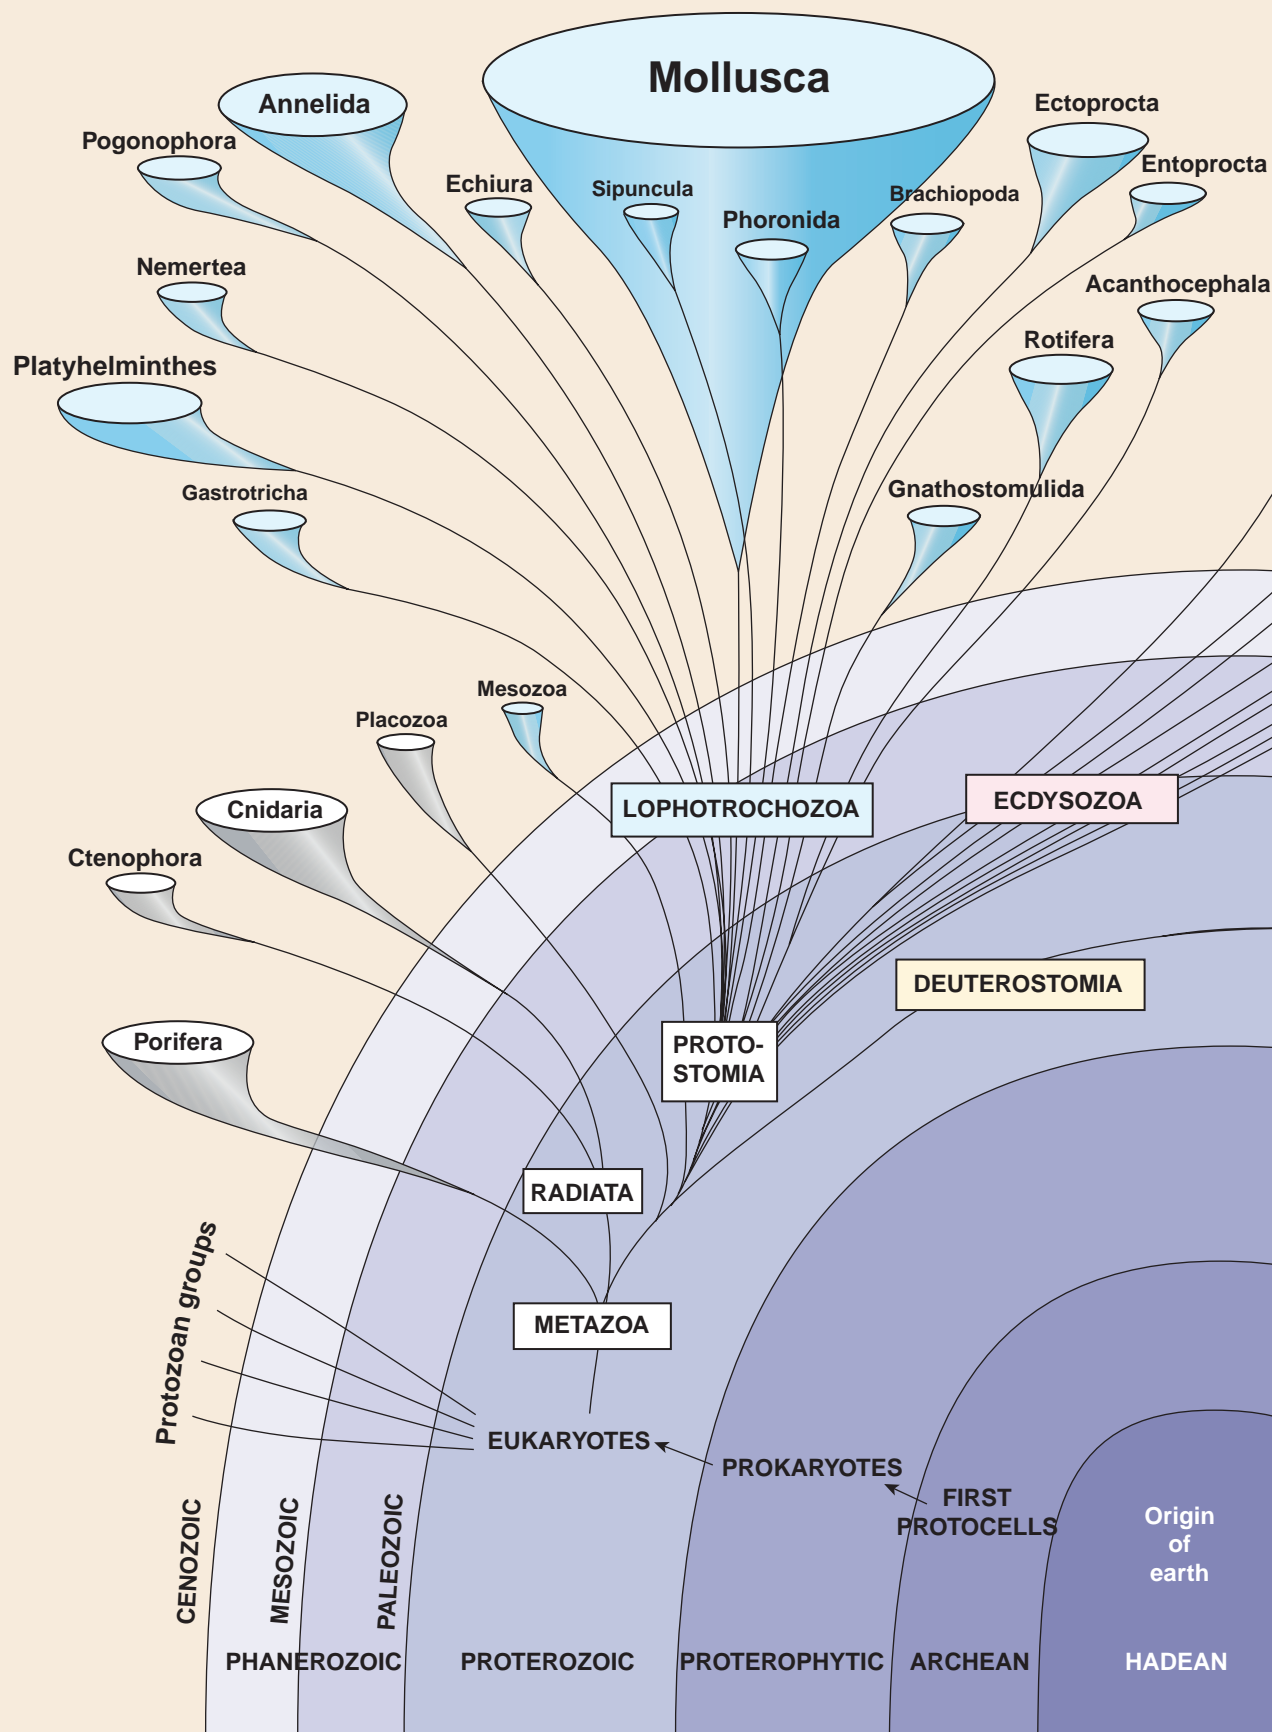 Mollusca
Annelida
Ectoprocta
Pogonophora
Entoprocta
Echiura
Sipuncula
Brachiopoda
Phoronida
Nemertea
Acanthocephala
Rotifera
Platyhelminthes
Gastrotricha
Gnathostomulida
Mesozoa
Placozoa
LOPHOTROCHOZOA
ECDYSOZOA
Cnidaria
Ctenophora
DEUTEROSTOMIA
Porifera
PROTO-
STOMIA
RADIATA
Protozoan groups
METAZOA
EUKARYOTES
PROKARYOTES
FIRST
PROTOCELLS
Origin
of
earth
CENOZOIC
MESOZOIC
PALEOZOIC
PHANEROZOIC
PROTEROZOIC
PROTEROPHYTIC
ARCHEAN
HADEAN